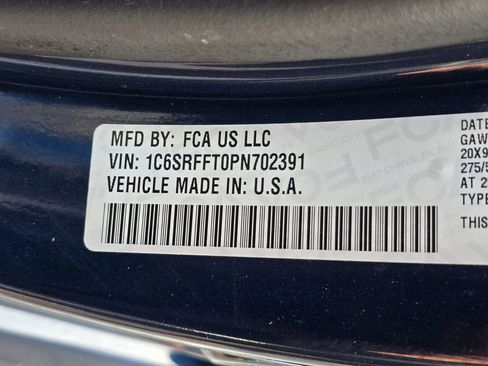 MFD BY: FCA US LLC
VIN: 1C6SRFFT0PN702391
VEHICLE MADE IN: U.S.A.
DATE
GAW
20X9
275/5
AT 2
TYPE
THIS